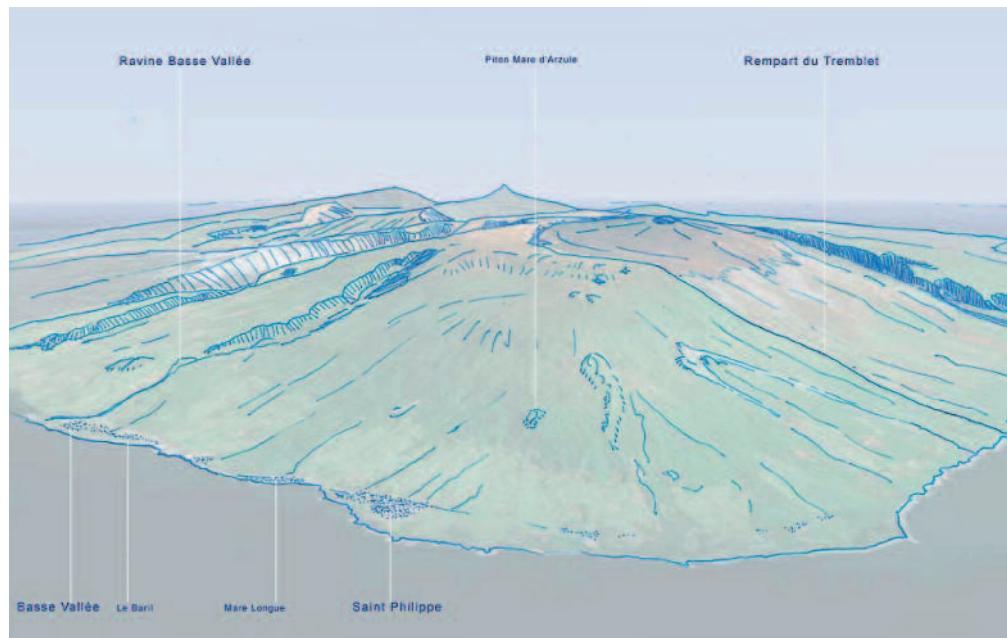 Ravine Basse Vallée
Piton Mare d'Arzule
Rempart du Tremblet
Basse Vallée
Le Baril
Mare Longue
Saint Philippe